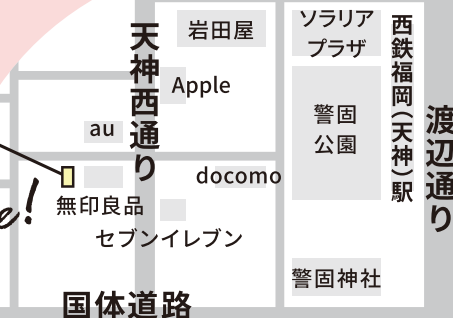 岩田屋
ソラリア
プラザ
西鉄福岡(天神)駅
天神西通り
Apple
警固
公園
渡辺通り
au
docomo
無印良品
e!
セブンイレブン
警固神社
国体道路